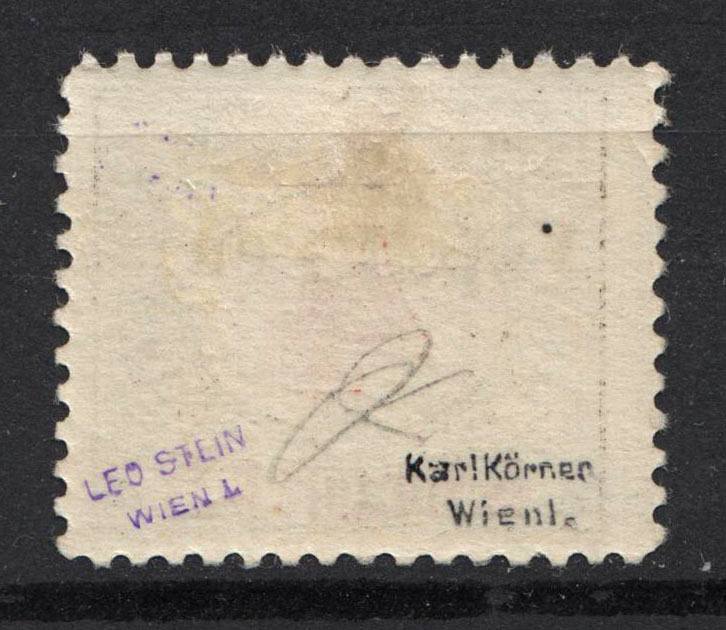 LEO STEIN
WIEN I.
Karl Körner
Wien I.